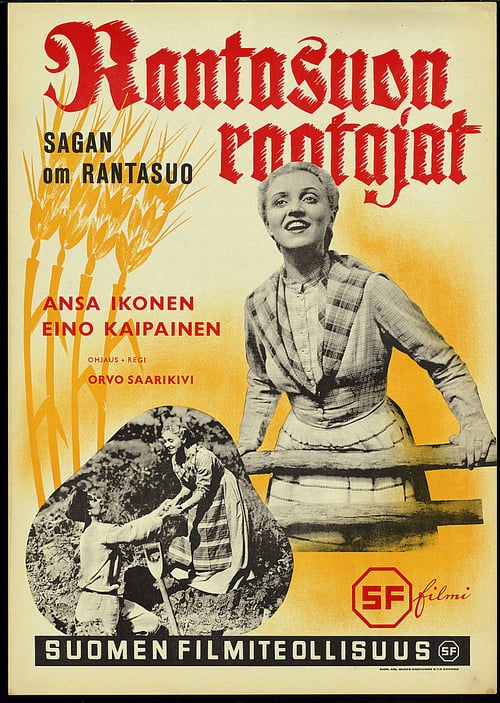 Rantasuon
raatajat
SAGAN
om RANTASUO
ANSA IKONEN
EINO KAIPAINEN
OHJAUS • REGI
ORVO SAARIKIVI
SF filmi
SUOMEN FILMITEOLLISUUS SF